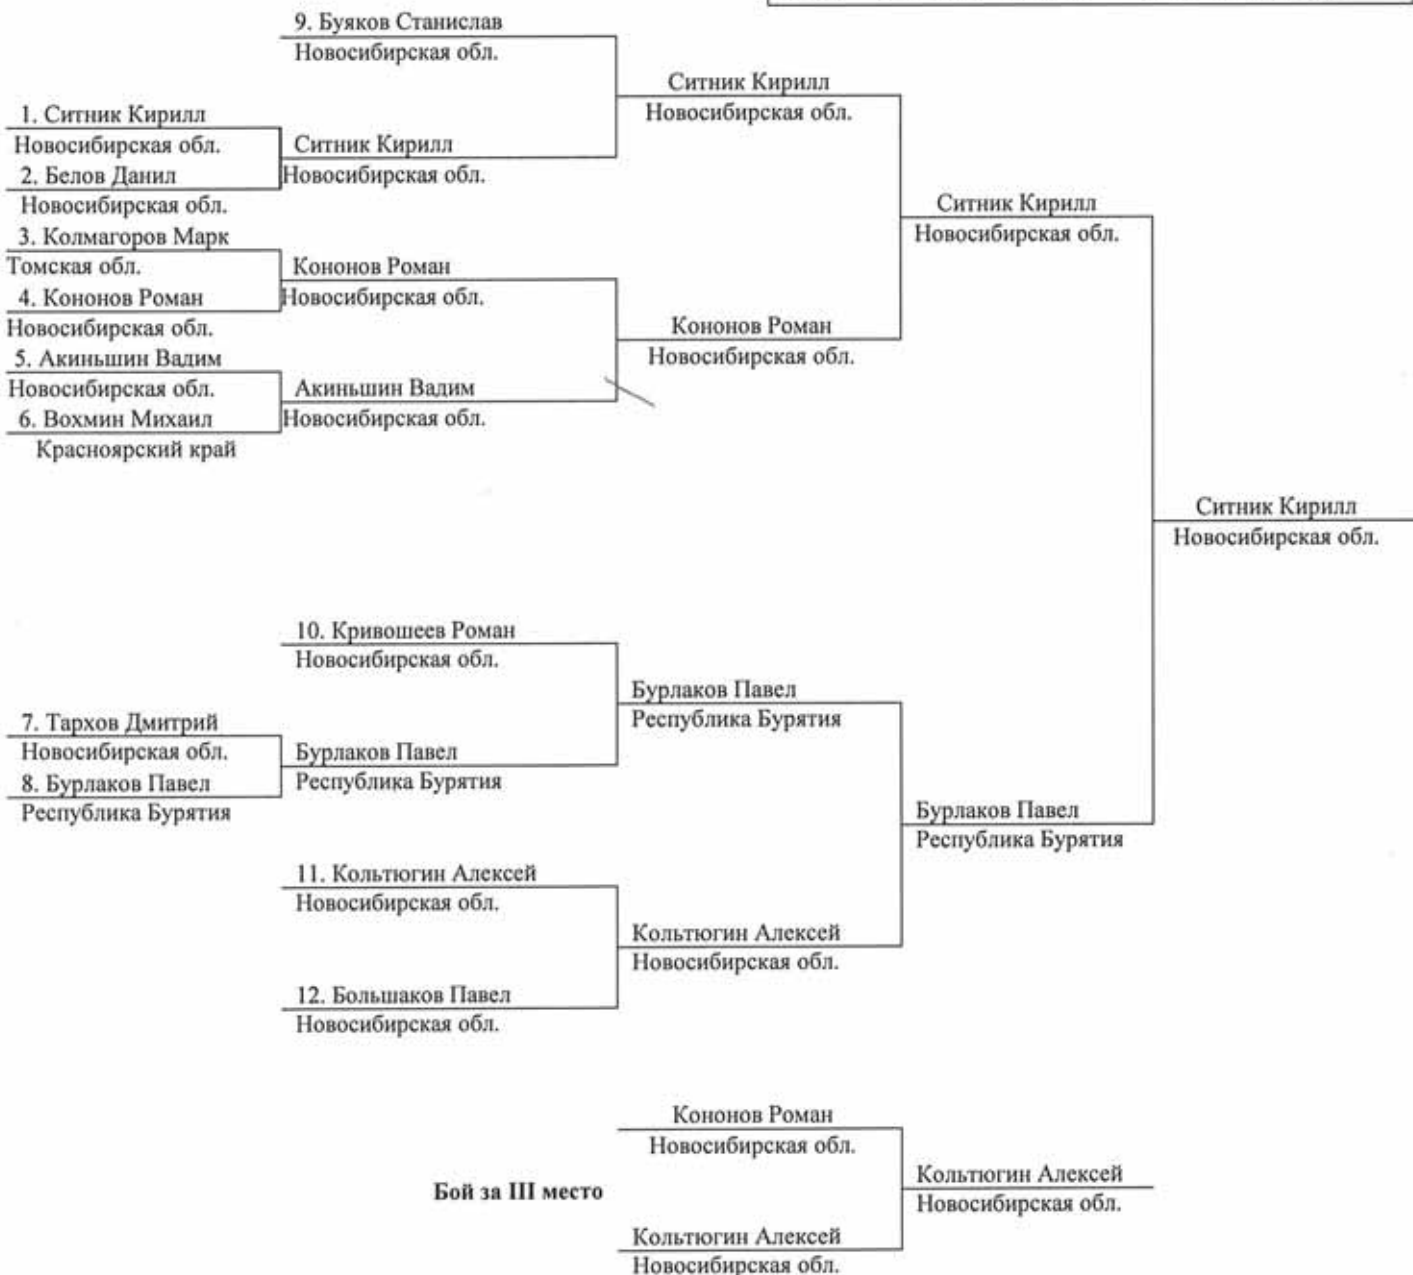 9. Буяков Станислав
Новосибирская обл.
Ситник Кирилл
Новосибирская обл.
1. Ситник Кирилл
Новосибирская обл.
Ситник Кирилл
Новосибирская обл.
2. Белов Данил
Новосибирская обл.
Ситник Кирилл
Новосибирская обл.
3. Колмагоров Марк
Томская обл.
Кононов Роман
Новосибирская обл.
4. Кононов Роман
Новосибирская обл.
Кононов Роман
Новосибирская обл.
5. Акиньшин Вадим
Новосибирская обл.
Акиньшин Вадим
Новосибирская обл.
6. Вохмин Михаил
Красноярский край
Ситник Кирилл
Новосибирская обл.
10. Кривошеев Роман
Новосибирская обл.
Бурлаков Павел
Республика Бурятия
7. Тархов Дмитрий
Новосибирская обл.
Бурлаков Павел
Республика Бурятия
8. Бурлаков Павел
Республика Бурятия
Бурлаков Павел
Республика Бурятия
11. Кольтюгин Алексей
Новосибирская обл.
Кольтюгин Алексей
Новосибирская обл.
12. Большаков Павел
Новосибирская обл.
Кононов Роман
Новосибирская обл.
Бой за III место
Кольтюгин Алексей
Новосибирская обл.
Кольтюгин Алексей
Новосибирская обл.